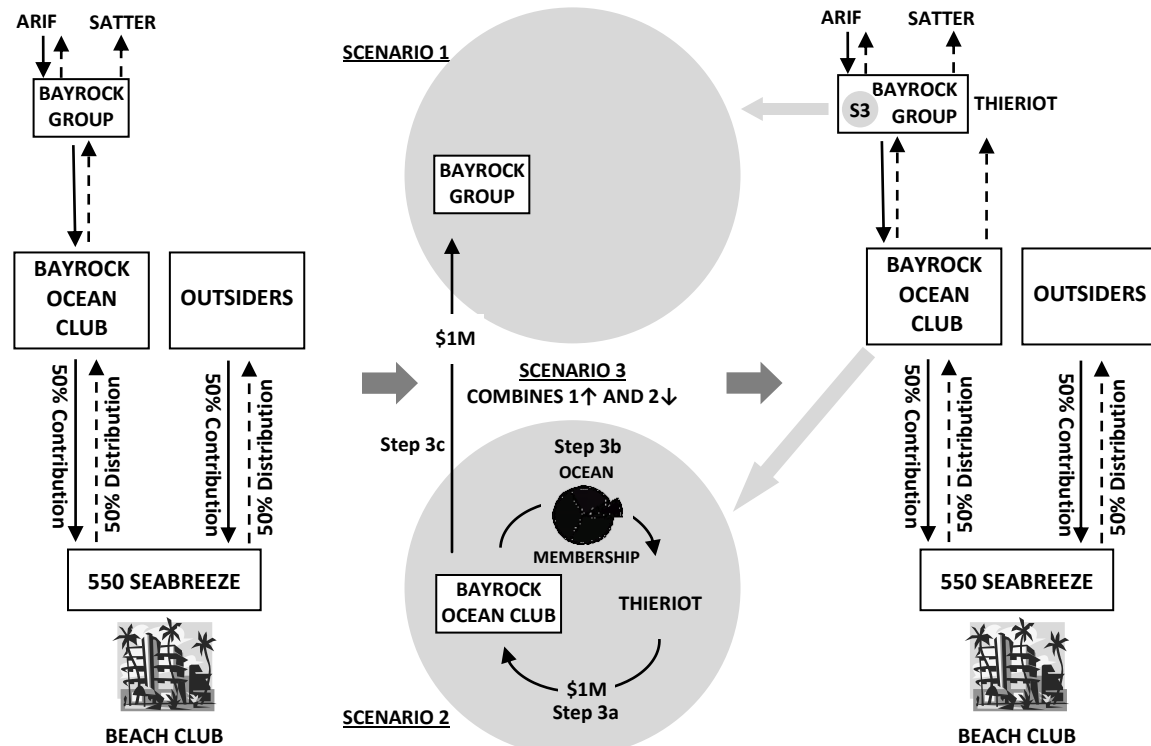 ARIF
SATTER
BAYROCK
GROUP
BAYROCK
OCEAN
CLUB
OUTSIDERS
50% Contribution
50% Distribution
50% Contribution
50% Distribution
550 SEABREEZE
BEACH CLUB
SCENARIO 1
BAYROCK
GROUP
$1M
SCENARIO 3
COMBINES 1↑ AND 2↓
Step 3c
Step 3b
OCEAN
MEMBERSHIP
BAYROCK
OCEAN CLUB
THIERIOT
$1M
Step 3a
SCENARIO 2
ARIF
SATTER
S3
BAYROCK
GROUP
THIERIOT
BAYROCK
OCEAN
CLUB
OUTSIDERS
50% Contribution
50% Distribution
50% Contribution
50% Distribution
550 SEABREEZE
BEACH CLUB